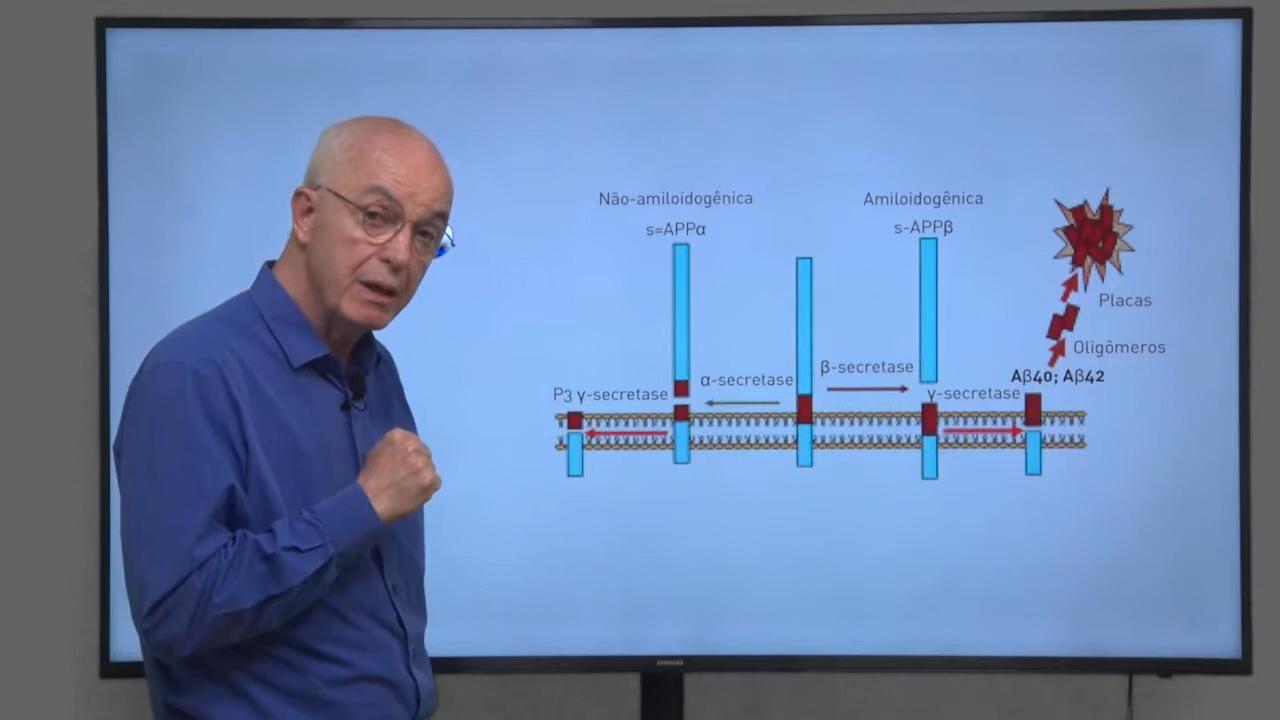 Não-amiloidogênica
s=APPα
Amiloidogênica
s-APPβ
Placas
Oligômeros
Aβ40; Aβ42
β-secretase
α-secretase
P3 γ-secretase
γ-secretase
SAMSUNG